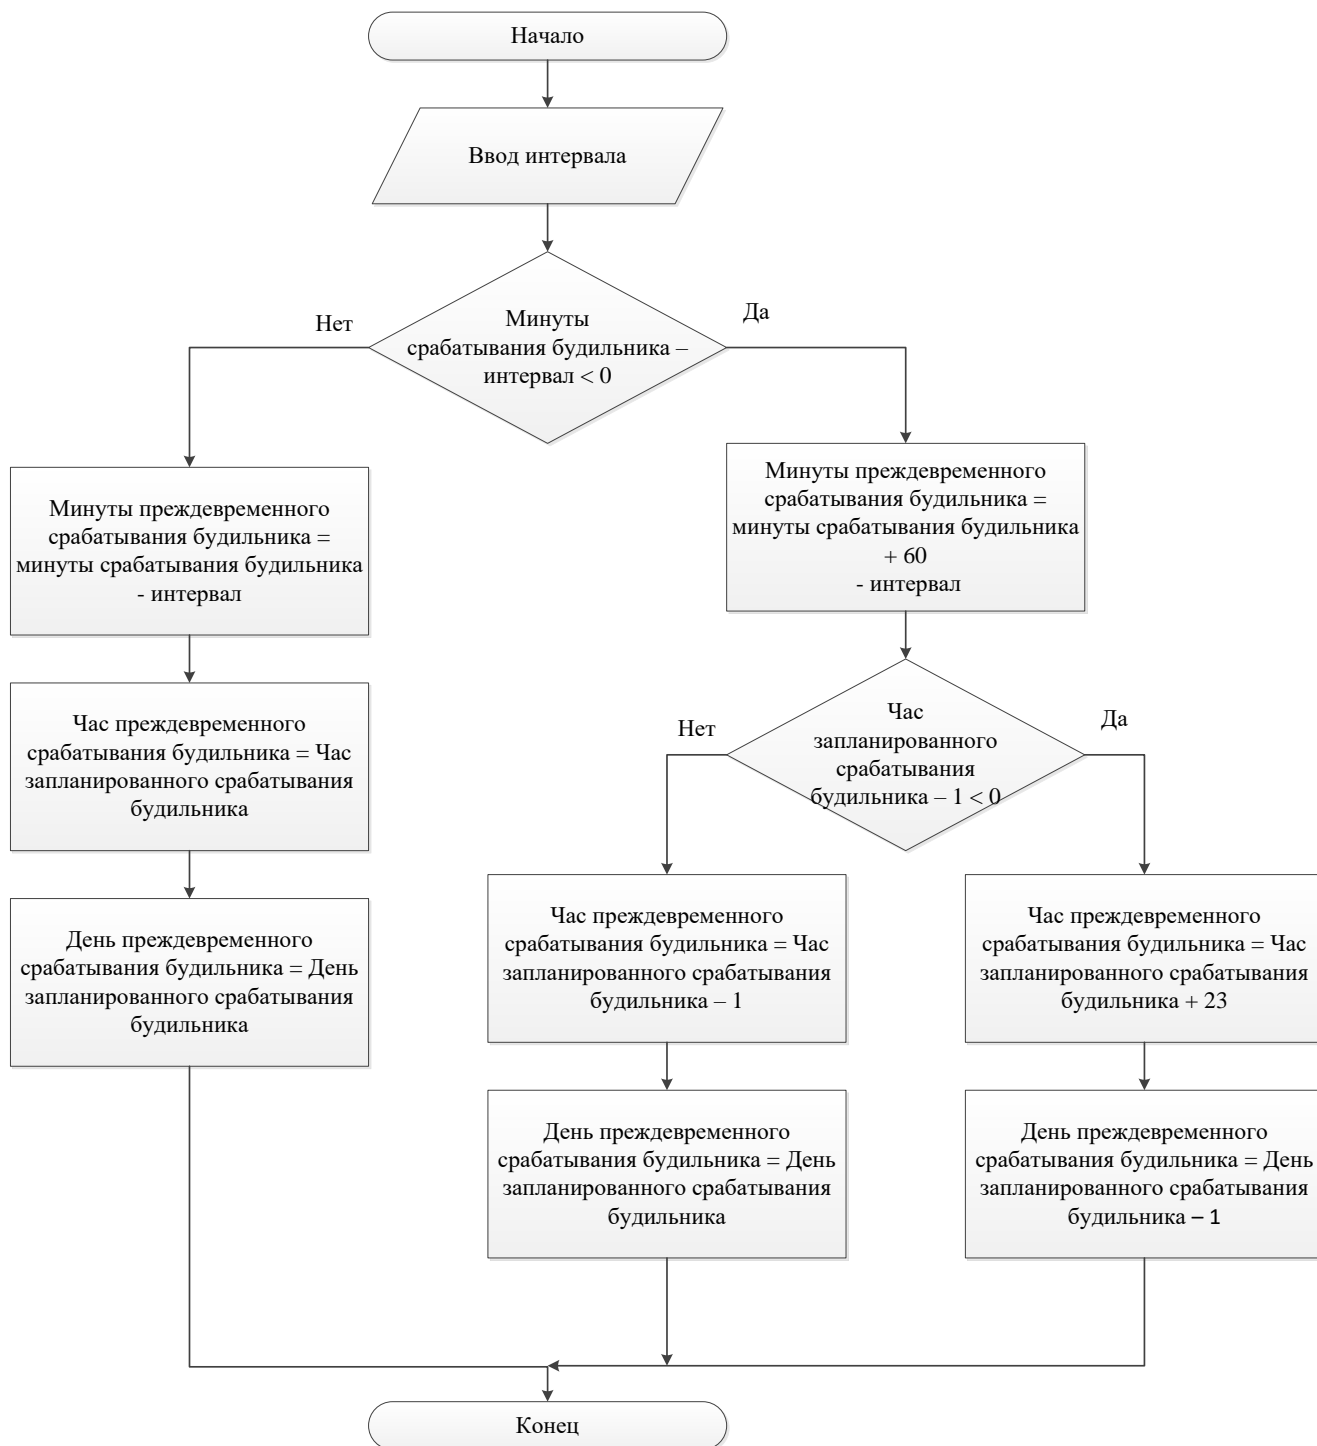 Начало
Ввод интервала
Нет
Да
Минуты
срабатывания будильника –
интервал < 0
Минуты преждевременного
срабатывания будильника =
минуты срабатывания будильника
- интервал
Минуты преждевременного
срабатывания будильника =
минуты срабатывания будильника
+ 60
- интервал
Час преждевременного
срабатывания будильника = Час
запланированного срабатывания
будильника
Нет
Да
Час
запланированного
срабатывания
будильника – 1 < 0
День преждевременного
срабатывания будильника = День
запланированного срабатывания
будильника
Час преждевременного
срабатывания будильника = Час
запланированного срабатывания
будильника – 1
Час преждевременного
срабатывания будильника = Час
запланированного срабатывания
будильника + 23
День преждевременного
срабатывания будильника = День
запланированного срабатывания
будильника
День преждевременного
срабатывания будильника = День
запланированного срабатывания
будильника – 1
Конец